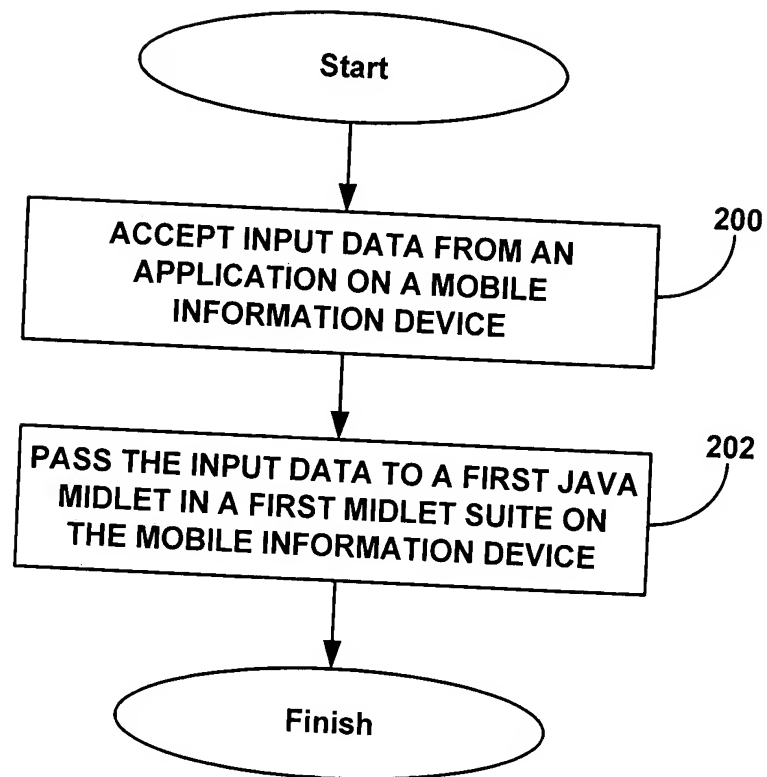 Start
ACCEPT INPUT DATA FROM AN
APPLICATION ON A MOBILE
INFORMATION DEVICE
200
PASS THE INPUT DATA TO A FIRST JAVA
MIDLET IN A FIRST MIDLET SUITE ON
THE MOBILE INFORMATION DEVICE
202
Finish